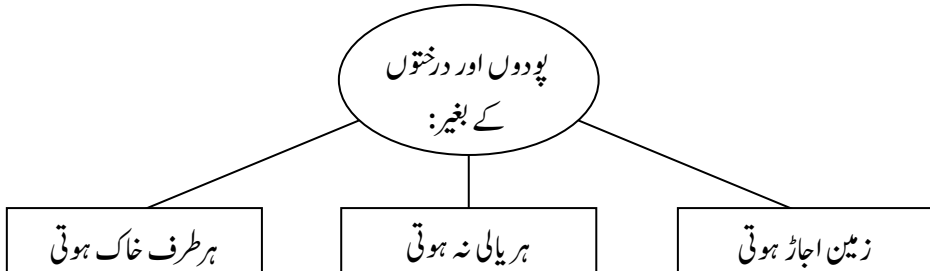 پودوں اور درختوں
کے بغیر:
زمین اجاڑ ہوتی
ہریالی نہ ہوتی
ہر طرف خاک ہوتی